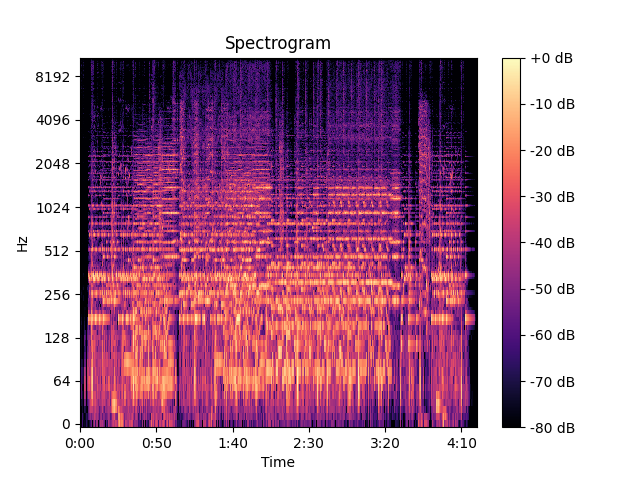 Spectrogram
Hz
8192
4096
2048
1024
512
256
128
64
0
0:00 0:50 1:40 2:30 3:20 4:10
Time
+0 dB
-10 dB
-20 dB
-30 dB
-40 dB
-50 dB
-60 dB
-70 dB
-80 dB